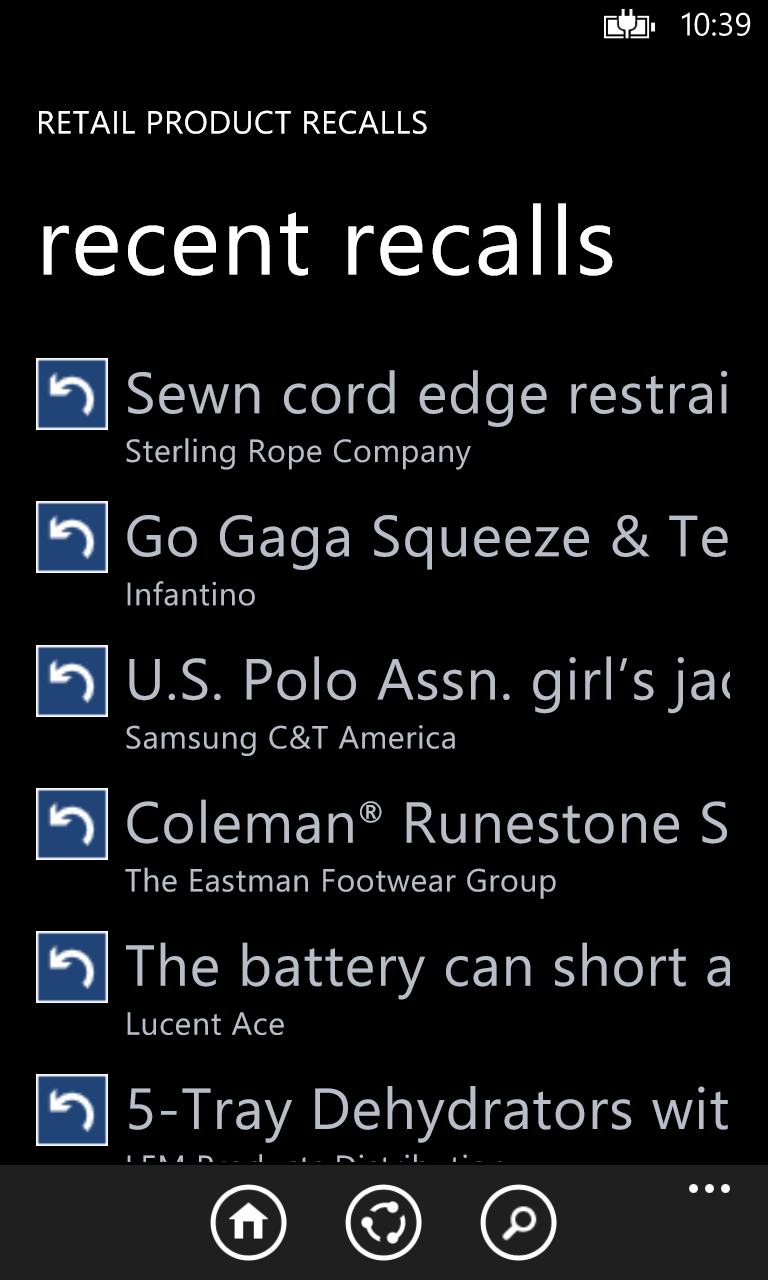 10:39
RETAIL PRODUCT RECALLS
recent recalls
Sewn cord edge restrai
Sterling Rope Company
Go Gaga Squeeze & Te
Infantino
U.S. Polo Assn. girl’s jac
Samsung C&T America
Coleman® Runestone S
The Eastman Footwear Group
The battery can short a
Lucent Ace
5-Tray Dehydrators wit